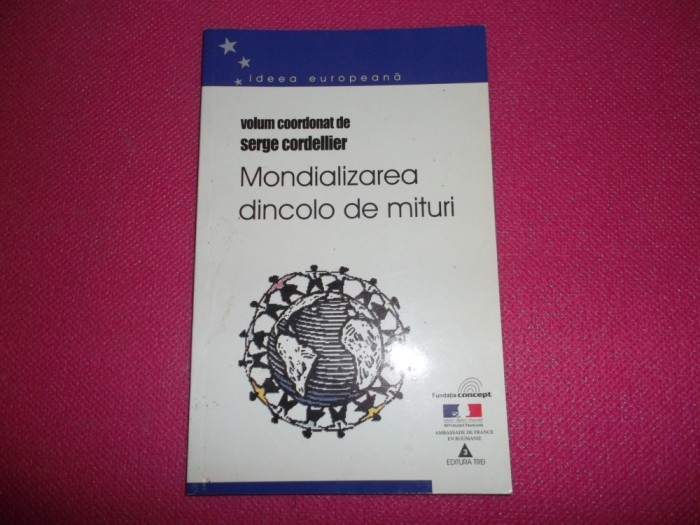 ideea europeană
volum coordonat de
serge cordellier
Mondializarea
dincolo de mituri
Fundația concept
AMBASSADE DE FRANCE
EN ROUMANIE
EDITURA TREI